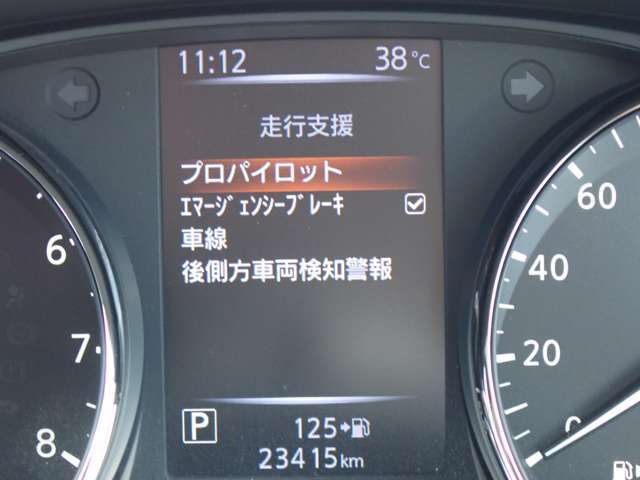 11:12 38°C
走行支援
プロパイロット
ｴﾏｰｼﾞｪﾝｼｰﾌﾞﾚｰｷ
車線
後側方車両検知警報
P 125
23415km
6
7
8
60
40
20
0